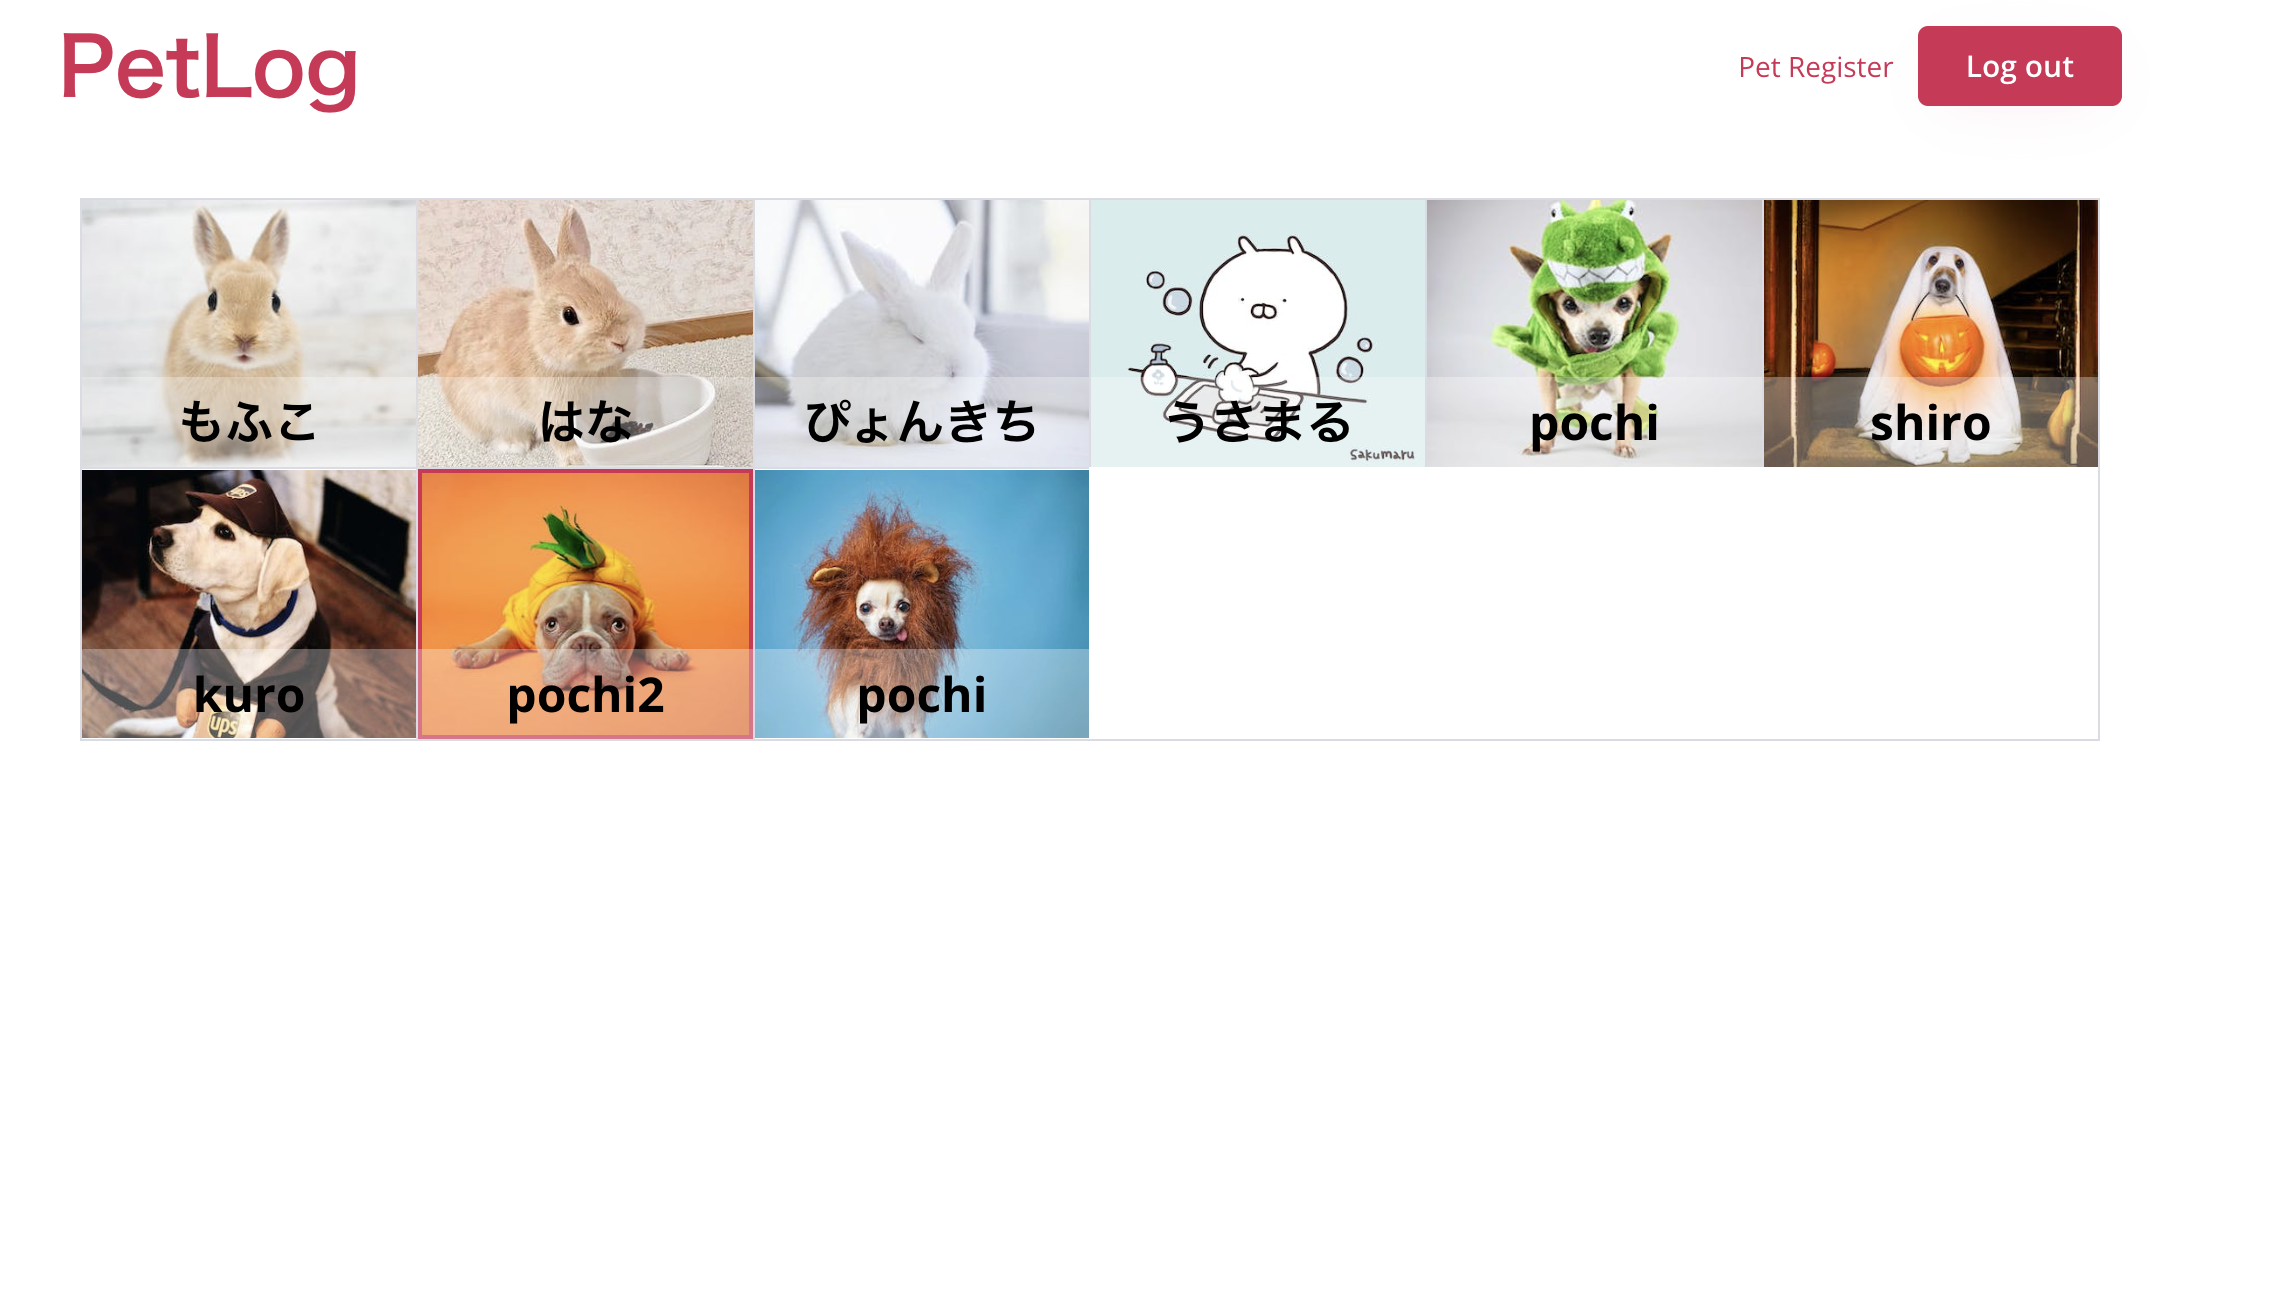 PetLog
Pet Register
Log out
もふこ
はな
ぴょんきち
うさまる
sakumaru
pochi
shiro
ups
kuro
pochi2
pochi